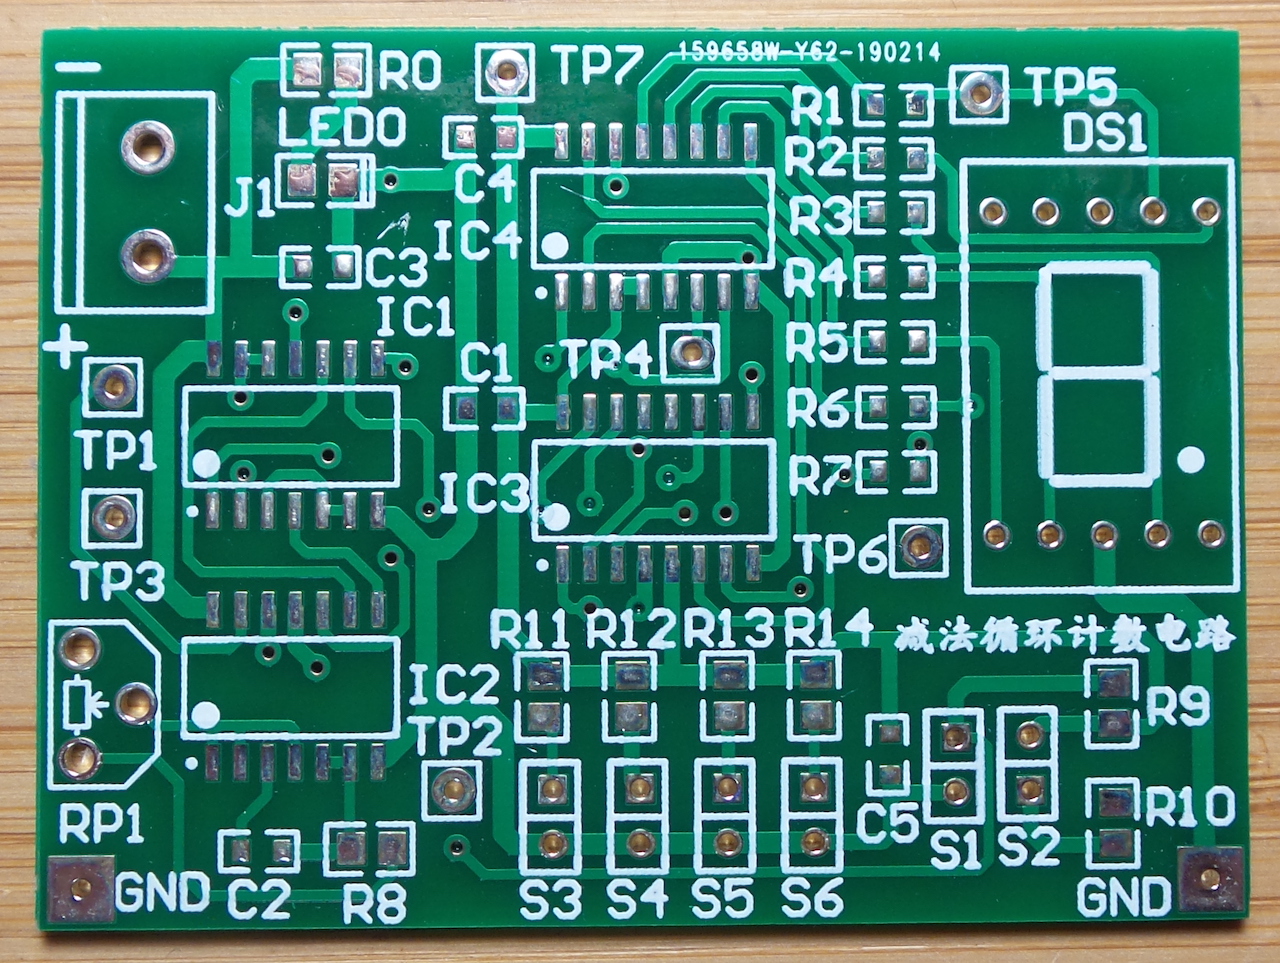 159658W-Y62-190214
R0
TP7
TP5
LED0
R1
DS1
R2
C4
J1
R3
IC4
C3
R4
IC1
+
R5
TP4
C1
R6
TP1
R7
IC3
TP6
TP3
R11 R12 R13 R14
减法循环计数电路
IC2
R9
TP2
RP1
C5
R10
S1 S2
GND
C2
R8
S3 S4 S5 S6
GND